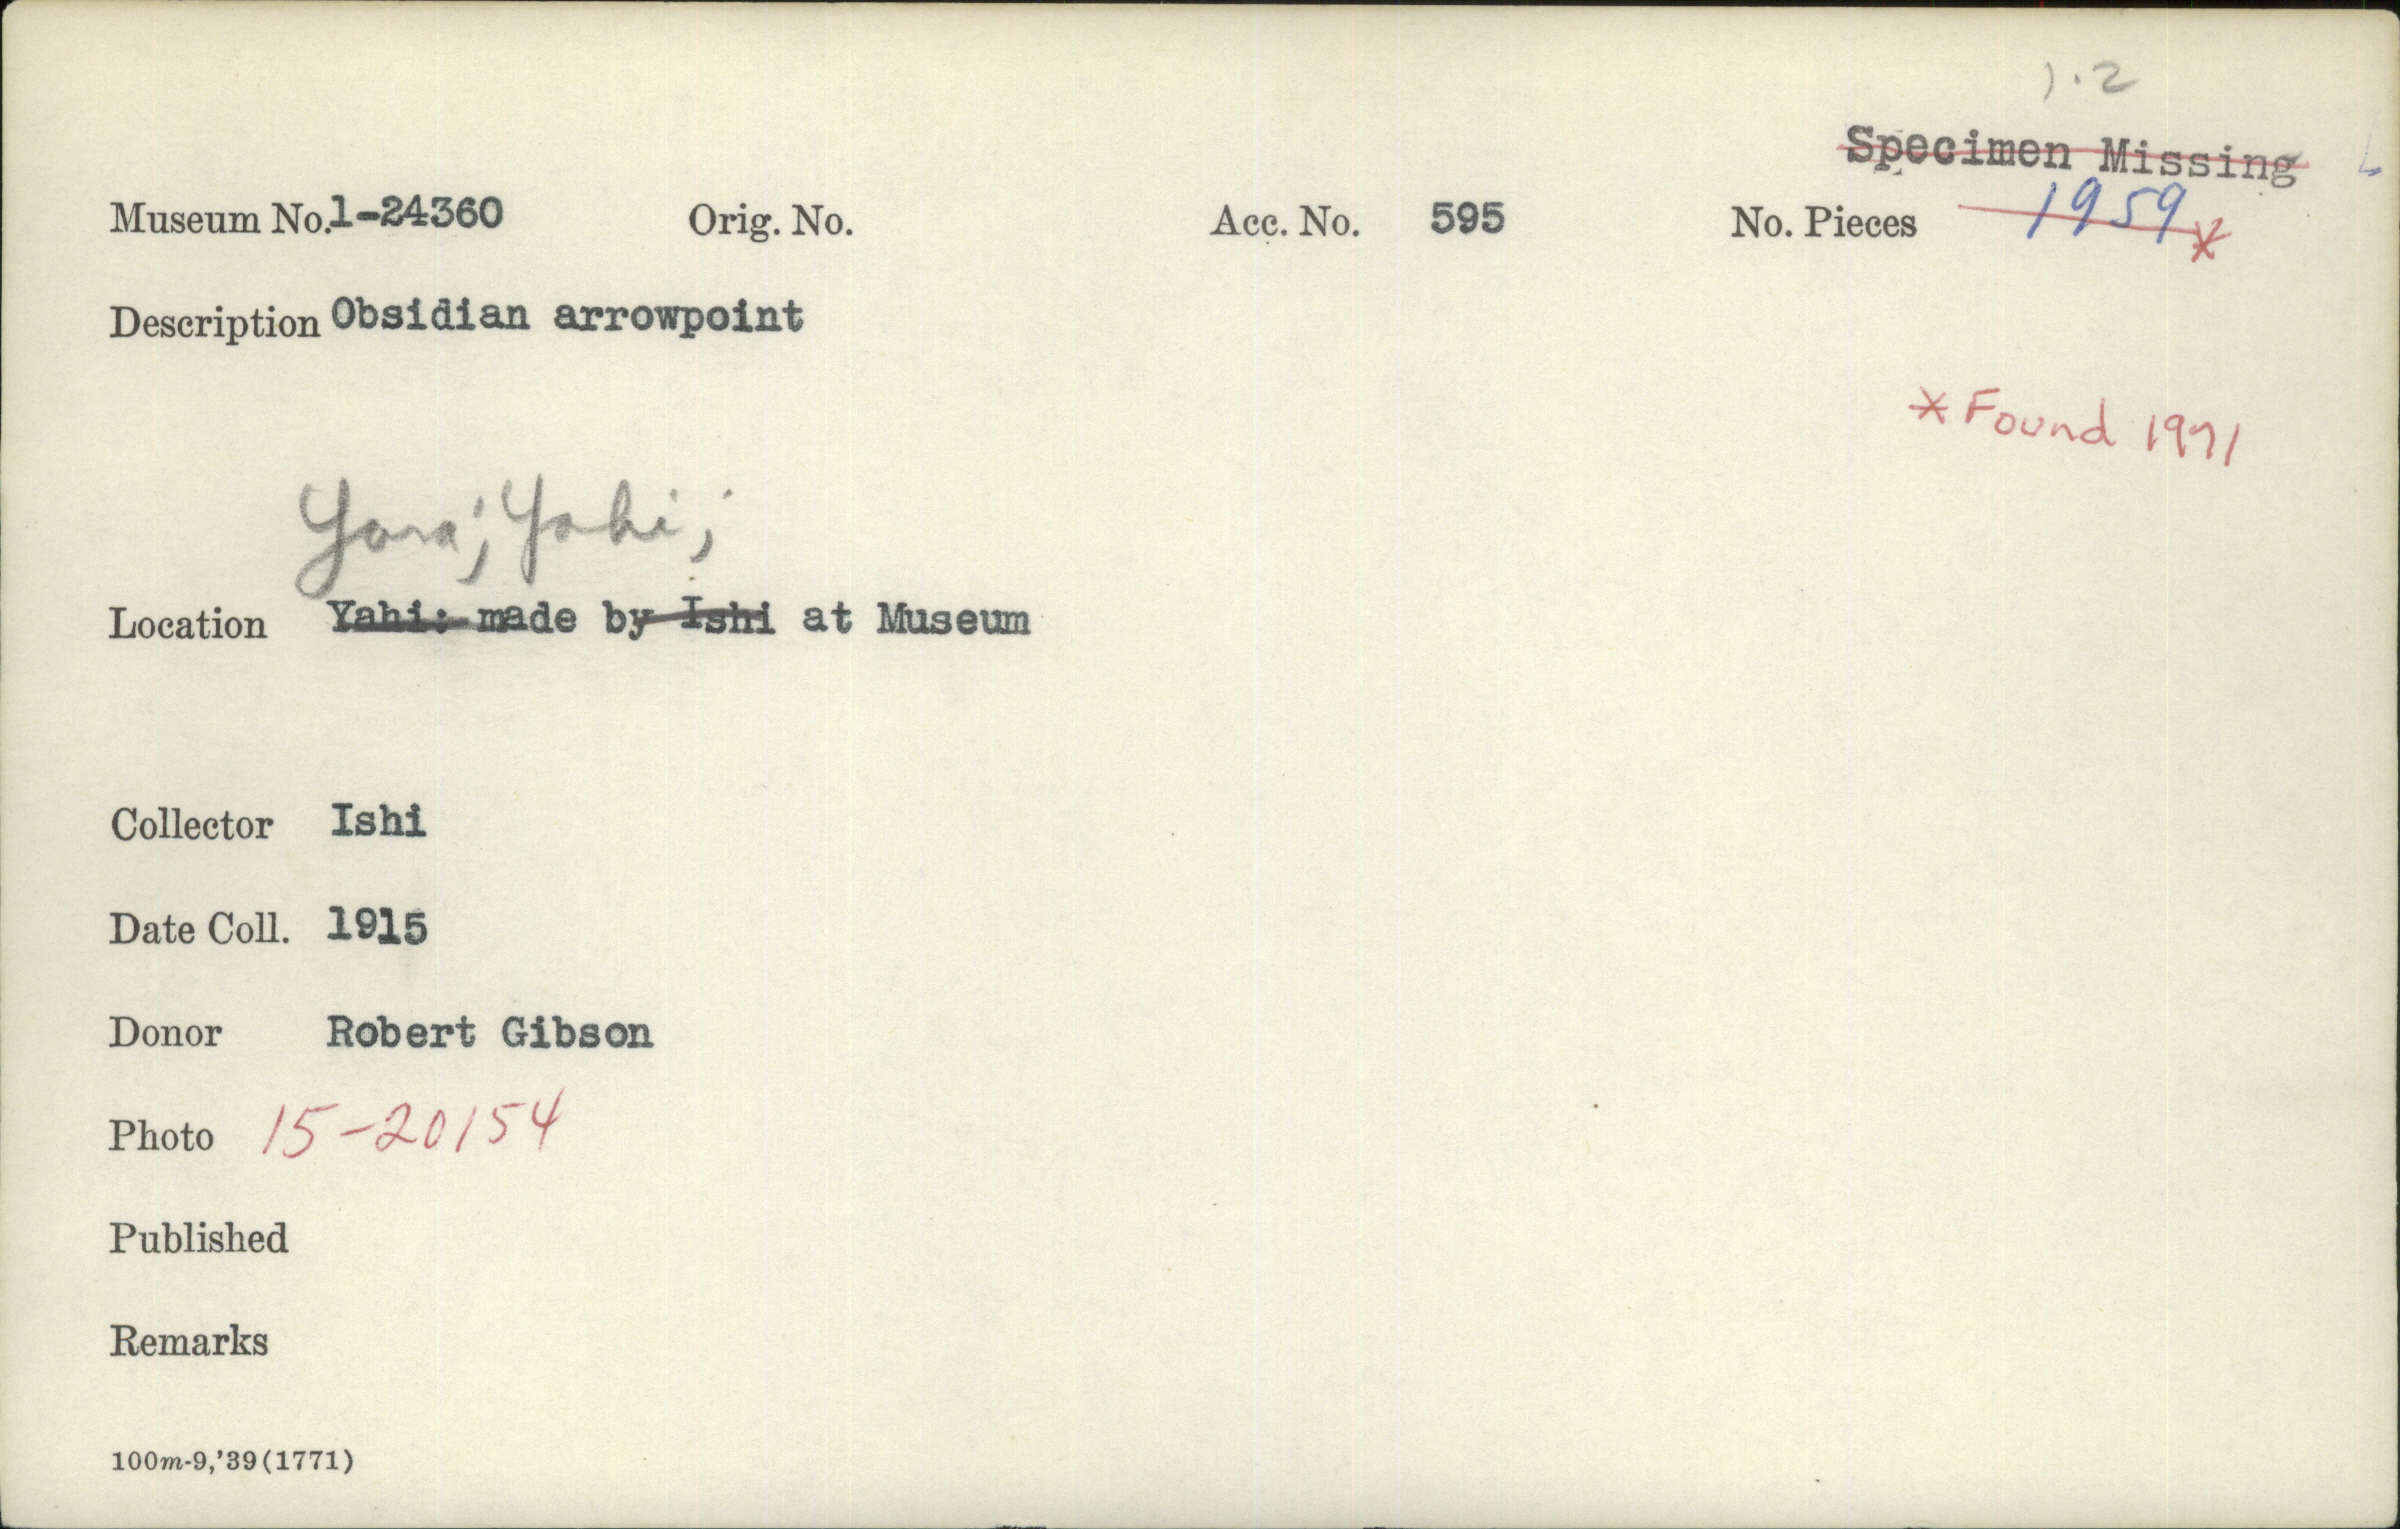 1.2
Specimen Missing
Museum No. 1-24360 Orig. No. Acc. No. 595 No. Pieces 1959*
Description Obsidian arrowpoint
* Found 1971
Yana; Yahi;
Location Yahi: made by Ishi at Museum
Collector Ishi
Date Coll. 1915
Donor Robert Gibson
Photo 15-20154
Published
Remarks
100m-9,'39(1771)